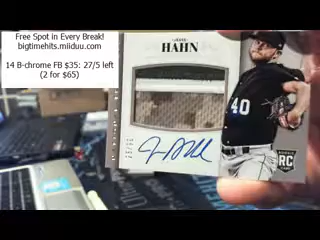 Free Spot in Every Break!
bigtimehits.miiduu.com
14 B-chrome FB $35: 27/5 left
(2 for $65)
JESSE
HAHN
40
RC